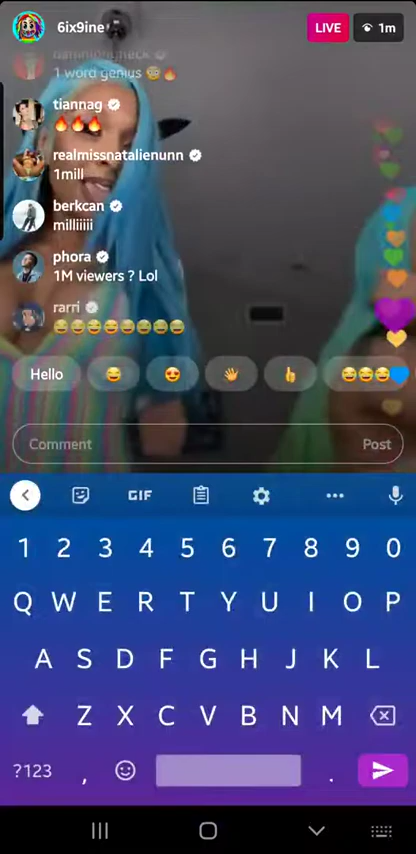 6ix9ine
LIVE
1m
1 word genius 😳🔥
tiannag
🔥🔥🔥
realmissnatalienunn
1mill
berkcan
milliiiii
phora
1M viewers ? Lol
rarri
😂😂😂😂😂😂😂😂
Hello 😂 😍 👋 👍 😂😂😂
Comment Post
GIF
1 2 3 4 5 6 7 8 9 0
Q W E R T Y U I O P
A S D F G H J K L
Z X C V B N M
?123 , .